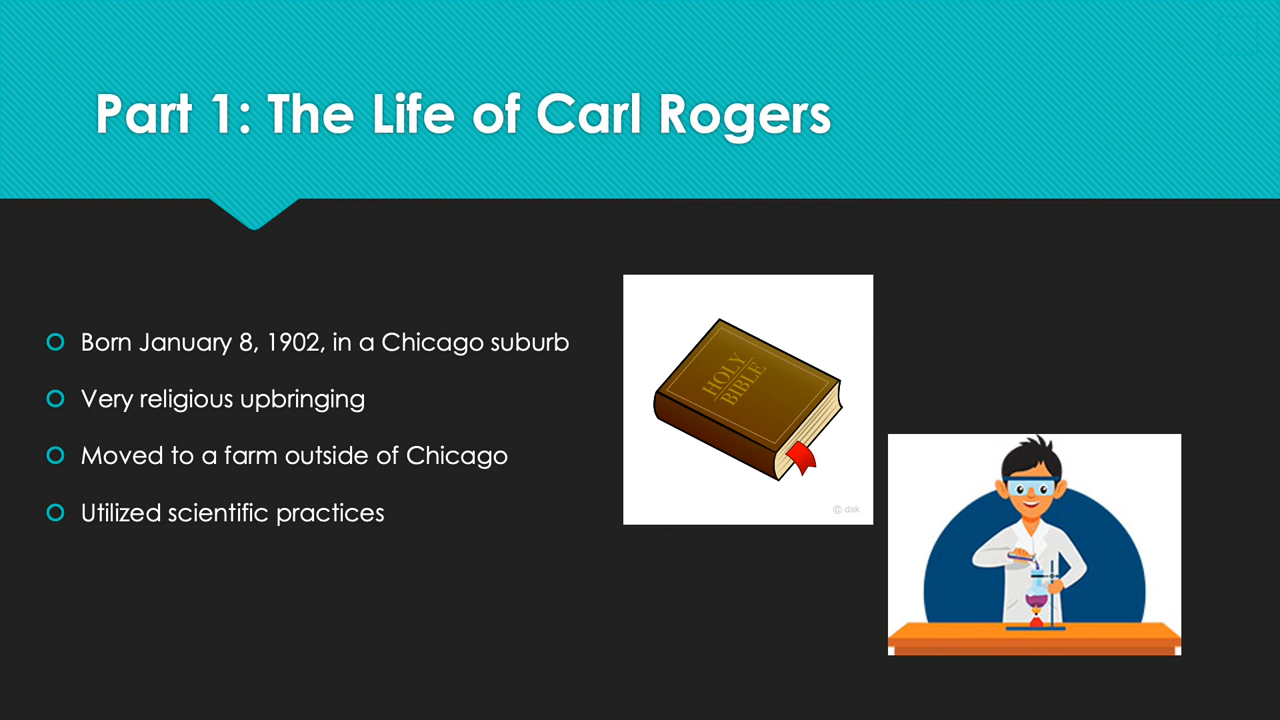 Part 1: The Life of Carl Rogers
Born January 8, 1902, in a Chicago suburb
Very religious upbringing
Moved to a farm outside of Chicago
Utilized scientific practices
HOLY
BIBLE
© dak